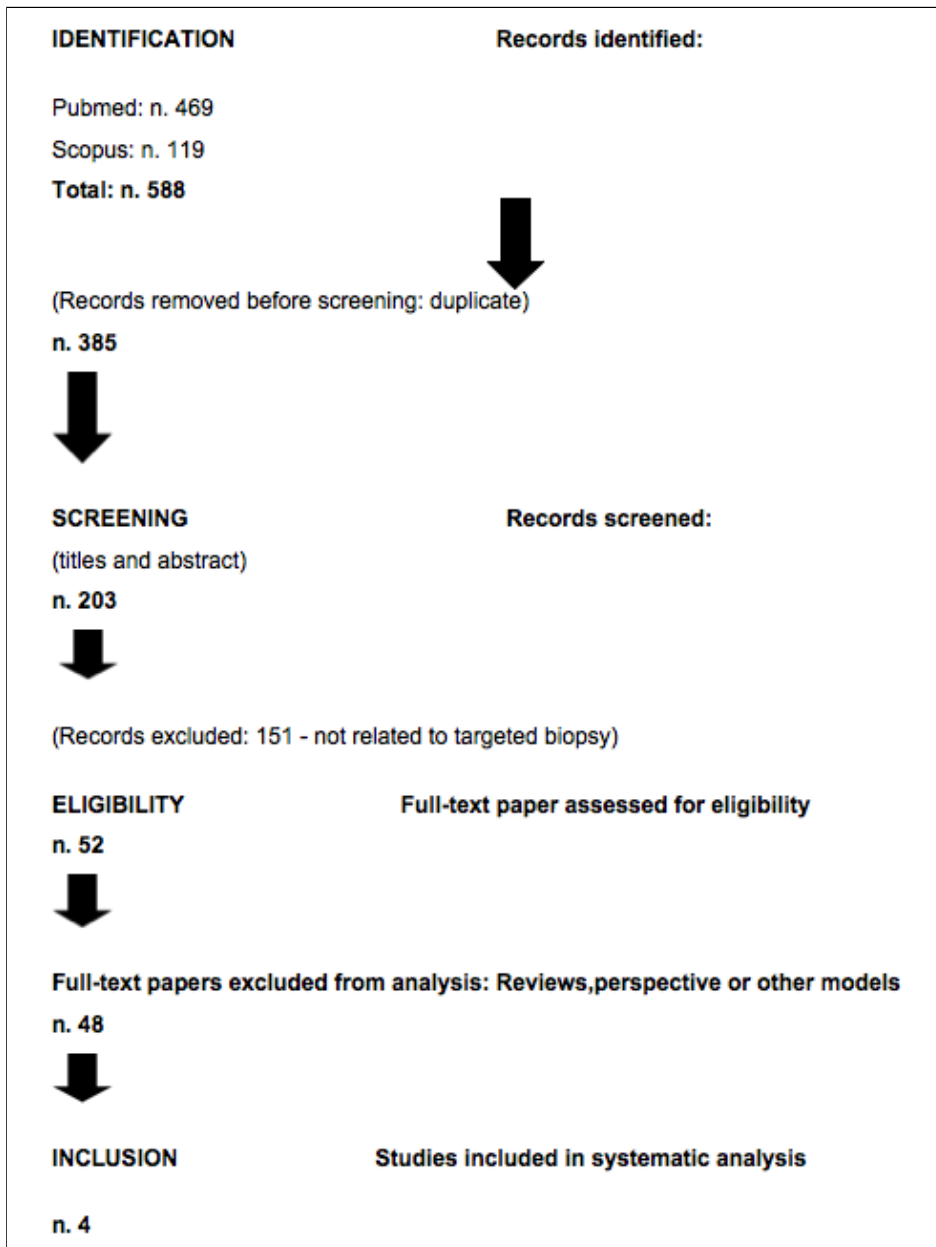 IDENTIFICATION Records identified:
Pubmed: n. 469
Scopus: n. 119
Total: n. 588
(Records removed before screening: duplicate)
n. 385
SCREENING Records screened:
(titles and abstract)
n. 203
(Records excluded: 151 - not related to targeted biopsy)
ELIGIBILITY Full-text paper assessed for eligibility
n. 52
Full-text papers excluded from analysis: Reviews,perspective or other models
n. 48
INCLUSION Studies included in systematic analysis
n. 4